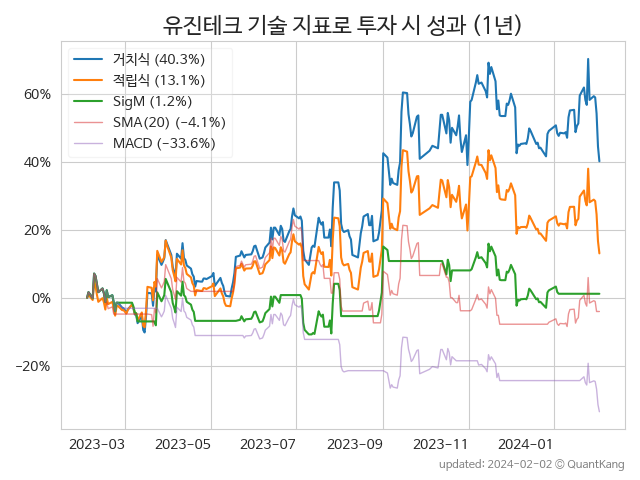 유진테크 기술 지표로 투자 시 성과 (1년)
거치식 (40.3%)
적립식 (13.1%)
SigM (1.2%)
SMA(20) (−4.1%)
MACD (−33.6%)
60%
40%
20%
0%
−20%
2023-03 2023-05 2023-07 2023-09 2023-11 2024-01
updated: 2024-02-02 © QuantKang